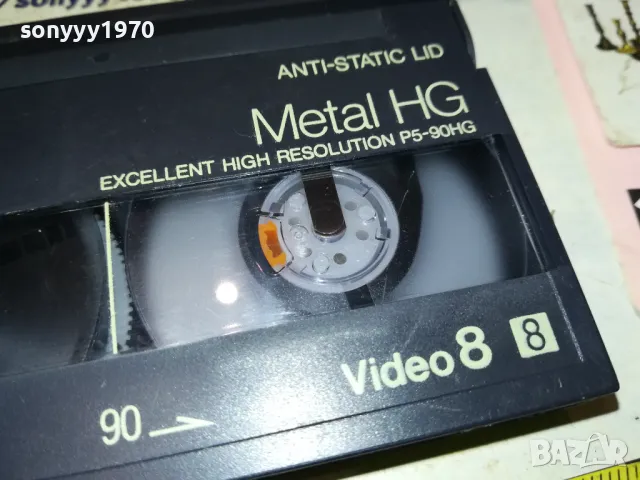 sonyyy1970
ANTI-STATIC LID
Metal HG
EXCELLENT HIGH RESOLUTION P5-90HG
Video 8 8
90
BAZAR